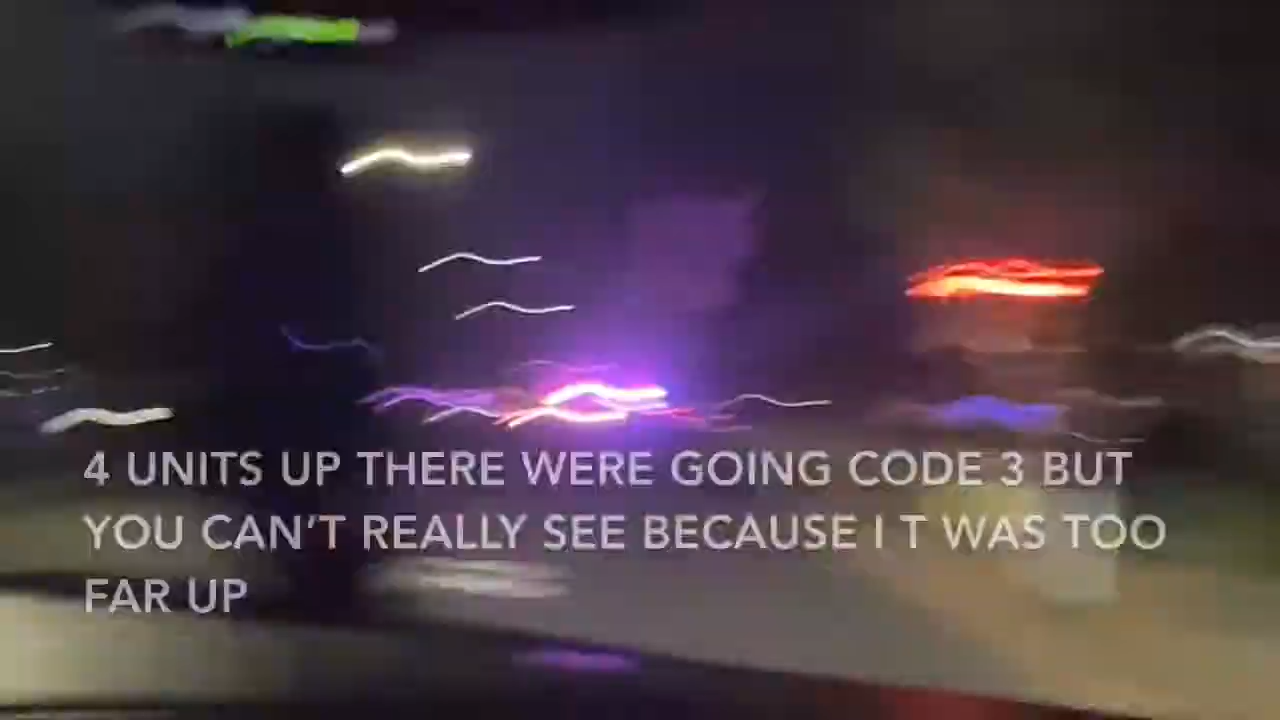 4 UNITS UP THERE WERE GOING CODE 3 BUT
YOU CAN’T REALLY SEE BECAUSE I T WAS TOO
FAR UP